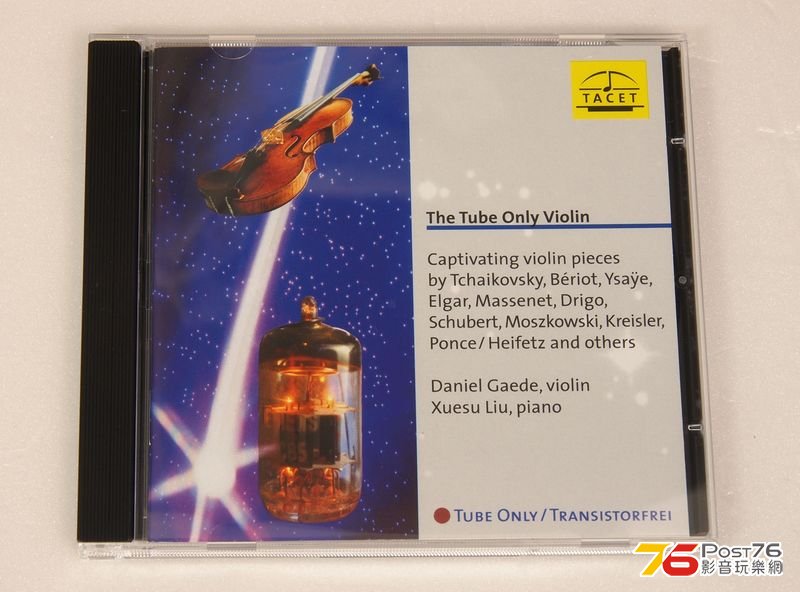 TACET
The Tube Only Violin
Captivating violin pieces
by Tchaikovsky, Bériot, Ysaÿe,
Elgar, Massenet, Drigo,
Schubert, Moszkowski, Kreisler,
Ponce/Heifetz and others
Daniel Gaede, violin
Xuesu Liu, piano
TUBE ONLY/TRANSISTORFREI
76 Post76
影音玩樂網